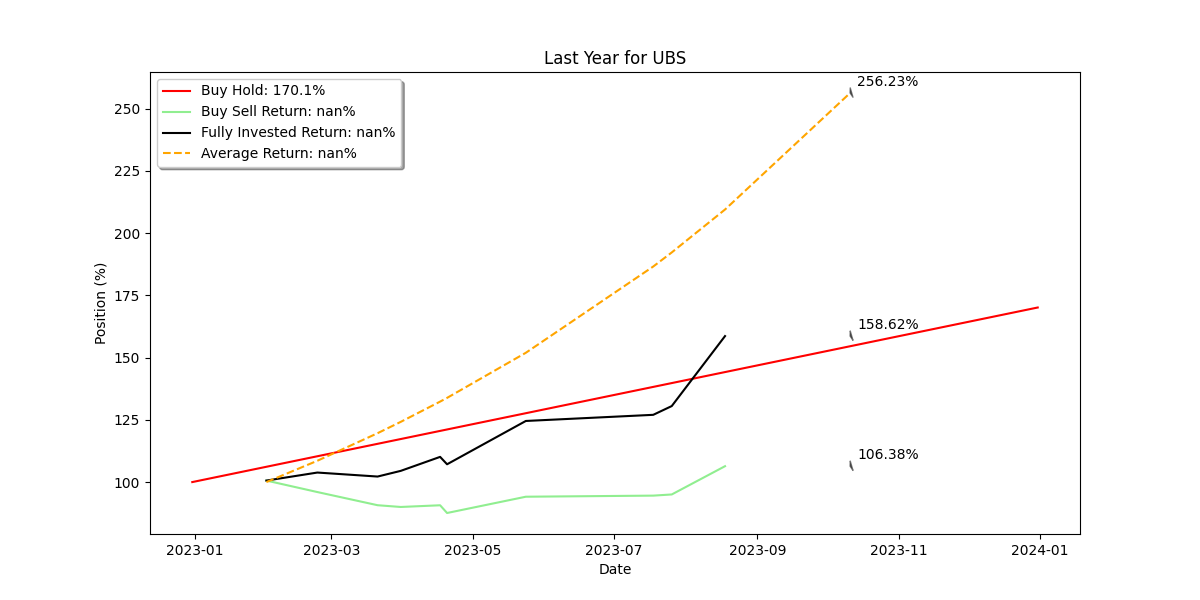 Last Year for UBS
Buy Hold: 170.1%
Buy Sell Return: nan%
Fully Invested Return: nan%
Average Return: nan%
256.23%
158.62%
106.38%
Position (%)
250
225
200
175
150
125
100
2023-01
2023-03
2023-05
2023-07
2023-09
2023-11
2024-01
Date